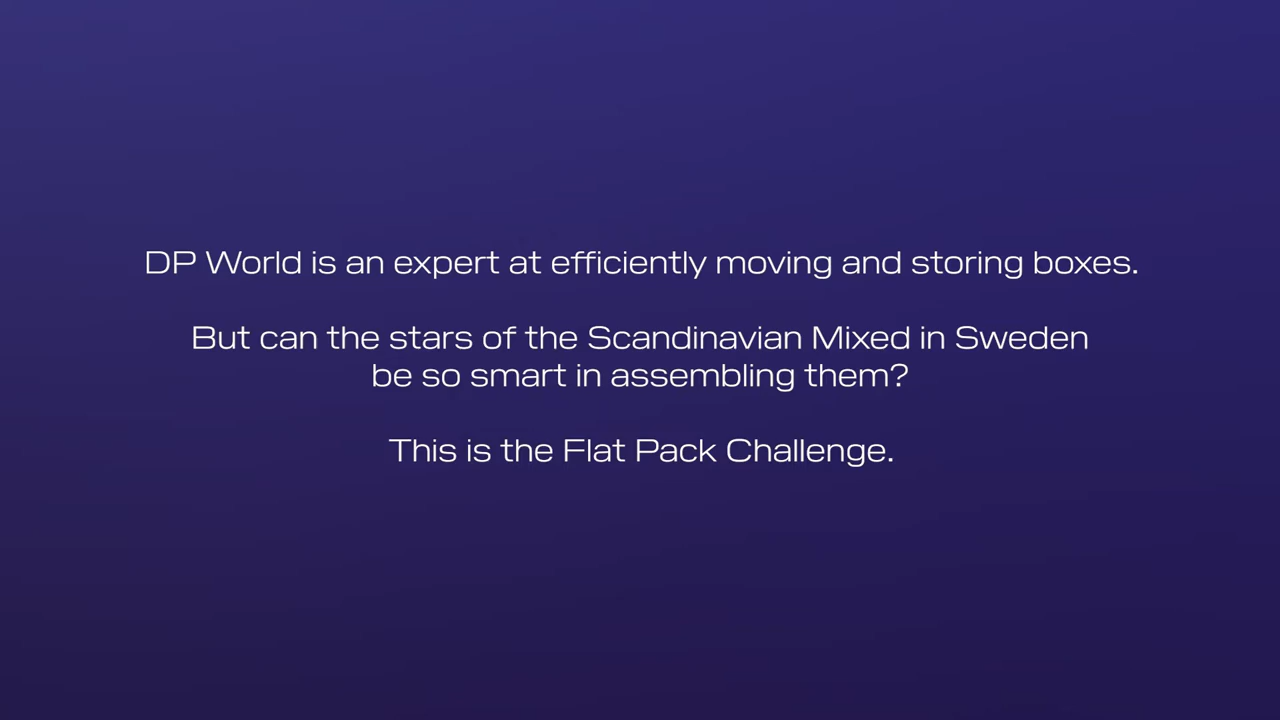 DP World is an expert at efficiently moving and storing boxes.
But can the stars of the Scandinavian Mixed in Sweden
be so smart in assembling them?
This is the Flat Pack Challenge.